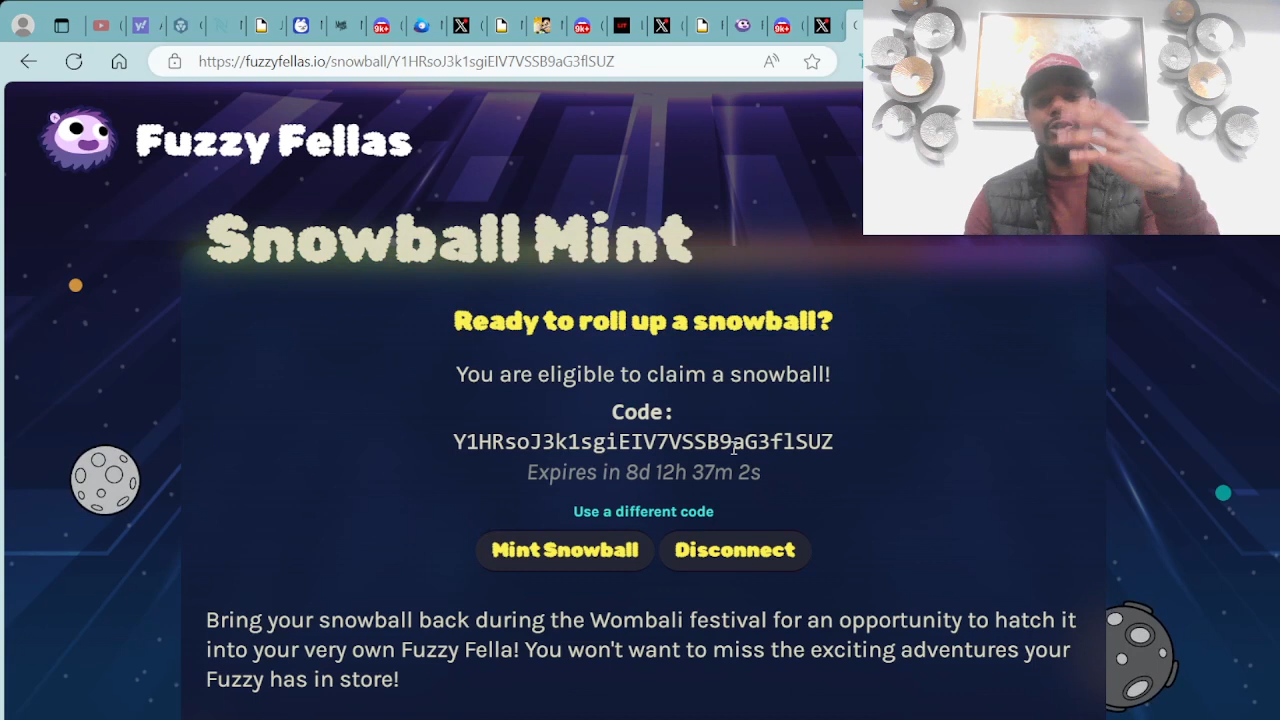 https://fuzzyfellas.io/snowball/Y1HRsoJ3k1sgiEIV7VSSB9aG3flSUZ
Fuzzy Fellas
Snowball Mint
Ready to roll up a snowball?
You are eligible to claim a snowball!
Code:
Y1HRsoJ3k1sgiEIV7VSSB9aG3flSUZ
Expires in 8d 12h 37m 2s
Use a different code
Mint Snowball Disconnect
Bring your snowball back during the Wombali festival for an opportunity to hatch it
into your very own Fuzzy Fella! You won't want to miss the exciting adventures your
Fuzzy has in store!